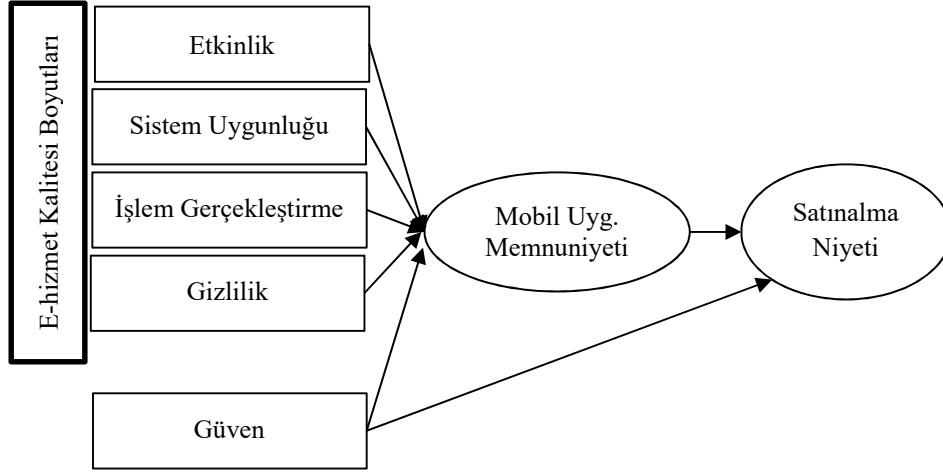 E-hizmet Kalitesi Boyutları
Etkinlik
Sistem Uygunluğu
İşlem Gerçekleştirme
Gizlilik
Güven
Mobil Uyg.
Memnuniyeti
Satınalma
Niyeti